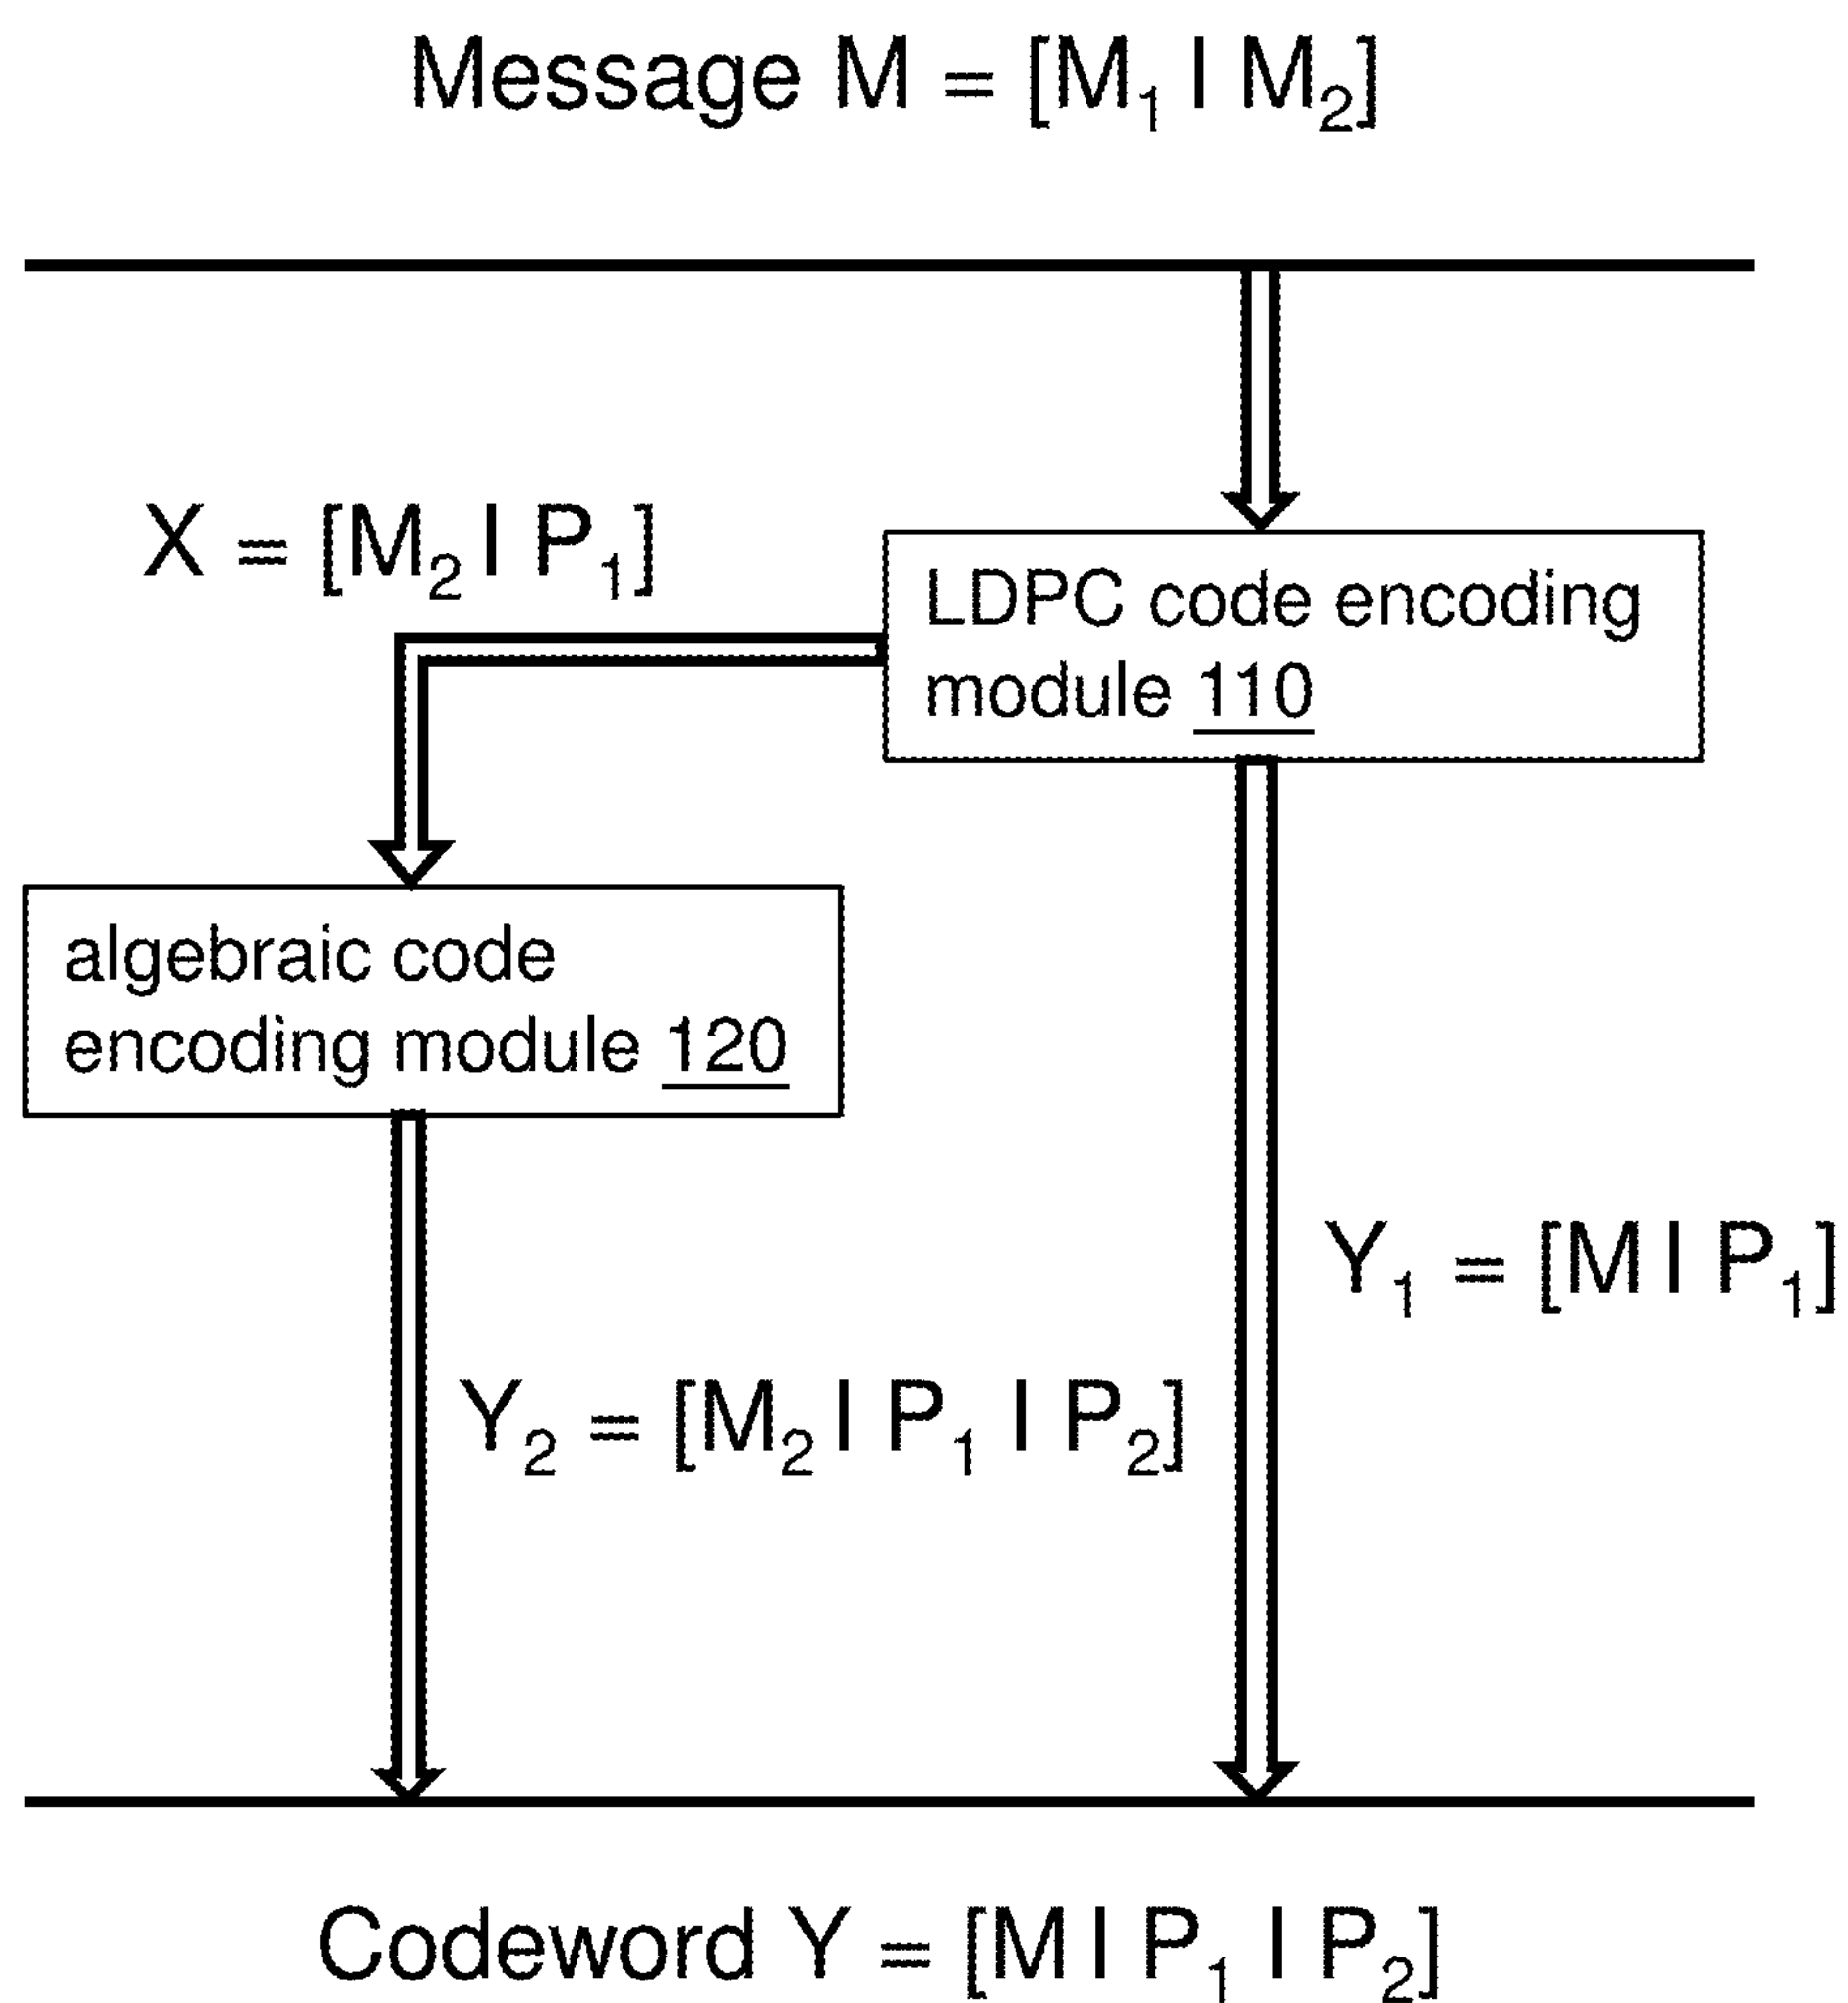 Message M = [M₁ | M₂]
X = [M₂ | P₁]
LDPC code encoding
module 110
algebraic code
encoding module 120
Y₁ = [M | P₁]
Y₂ = [M₂ | P₁ | P₂]
Codeword Y = [M | P₁ | P₂]